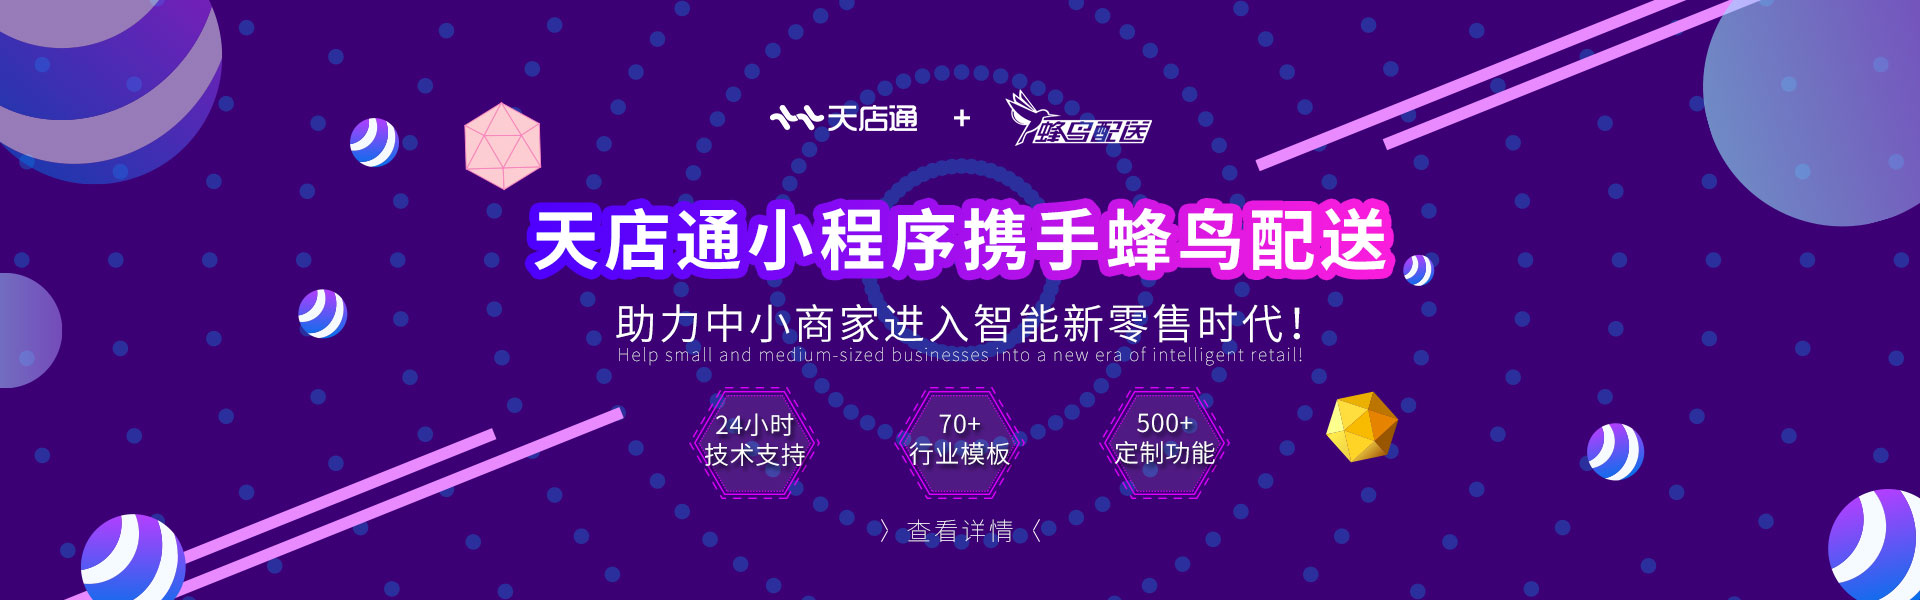 天店通 + 蜂鸟配送
天店通小程序携手蜂鸟配送
助力中小商家进入智能新零售时代！
Help small and medium-sized businesses into a new era of intelligent retail!
24小时
技术支持
70+
行业模板
500+
定制功能
〉查看详情〈